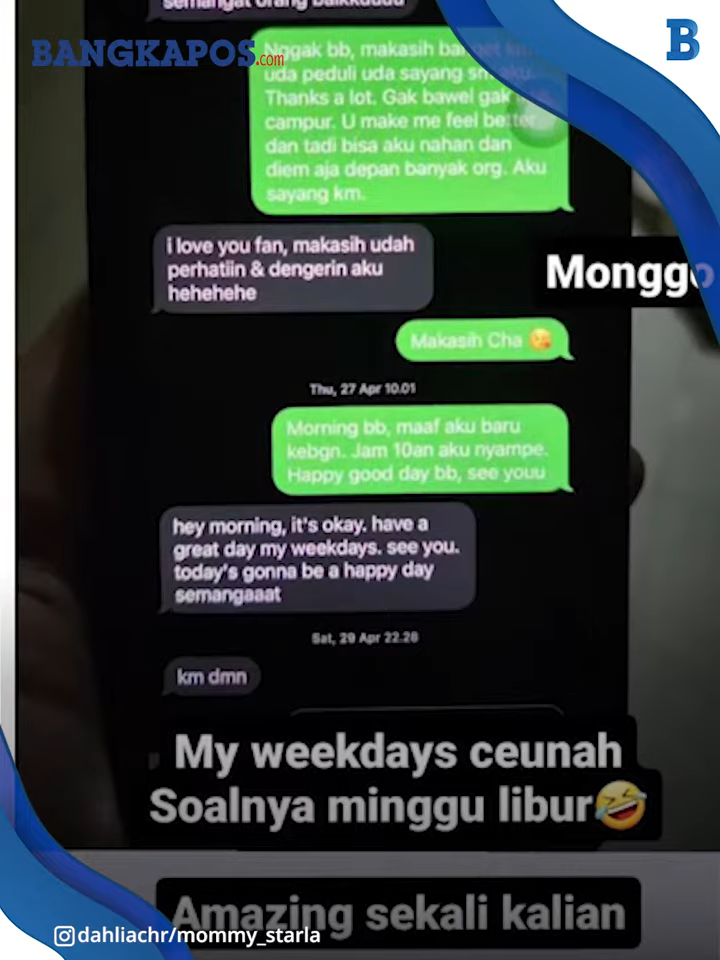 semangat orang baikkuuuu
BANGKAPOS.com
B
Nggak bb, makasih banget km
uda peduli uda sayang sm aku.
Thanks a lot. Gak bawel gak
campur. U make me feel better
dan tadi bisa aku nahan dan
diem aja depan banyak org. Aku
sayang km.
i love you fan, makasih udah
perhatiin & dengerin aku
hehehehe
Monggo
Makasih Cha 😘
Thu, 27 Apr 10.01
Morning bb, maaf aku baru
kebgn. Jam 10an aku nyampe.
Happy good day bb, see youu
hey morning, it's okay. have a
great day my weekdays. see you.
today's gonna be a happy day
semangaaat
Sat, 29 Apr 22.28
km dmn
My weekdays ceunah
Soalnya minggu libur🤣
Amazing sekali kalian
dahliachr/mommy_starla